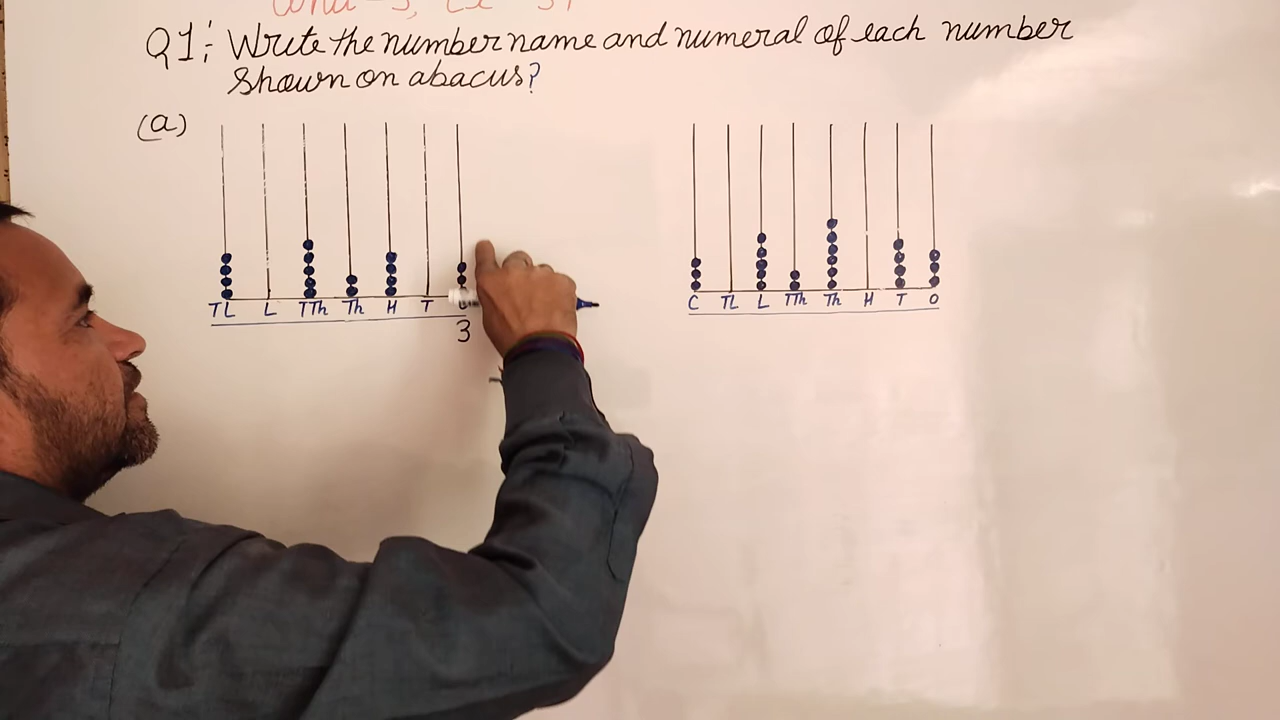 Q1:- Write the number name and numeral of each number
shown on abacus?
(a)
TL L TTh Th H T
3
C TL L TTh Th H T O